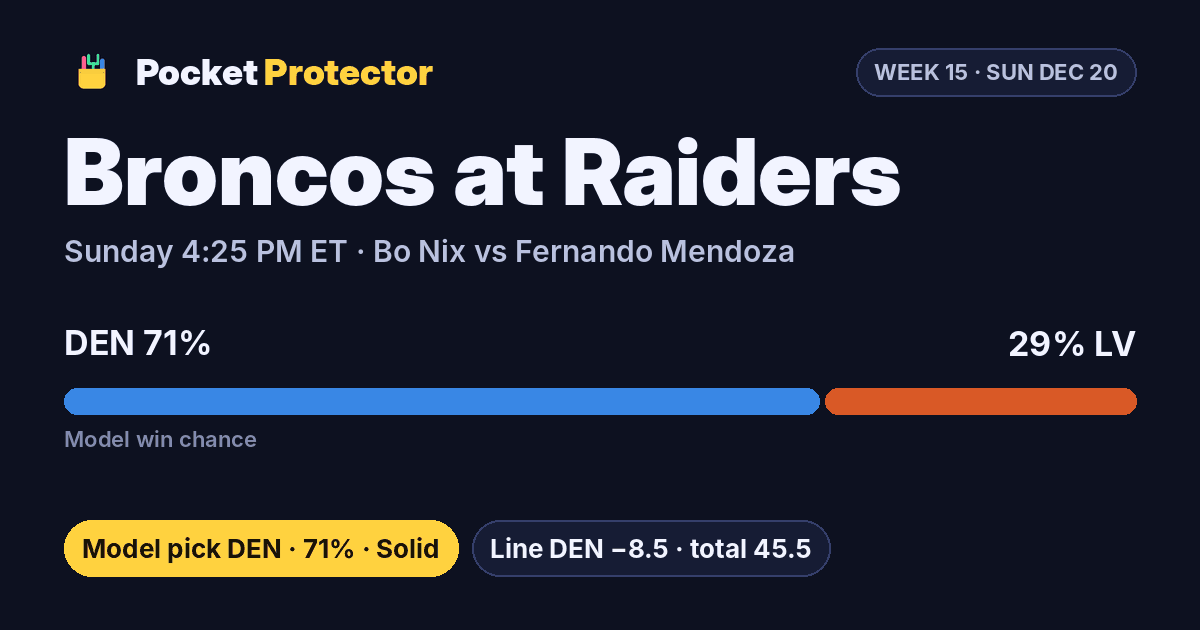 Pocket Protector
WEEK 15 · SUN DEC 20
Broncos at Raiders
Sunday 4:25 PM ET · Bo Nix vs Fernando Mendoza
DEN 71%
29% LV
Model win chance
Model pick DEN · 71% · Solid
Line DEN −8.5 · total 45.5